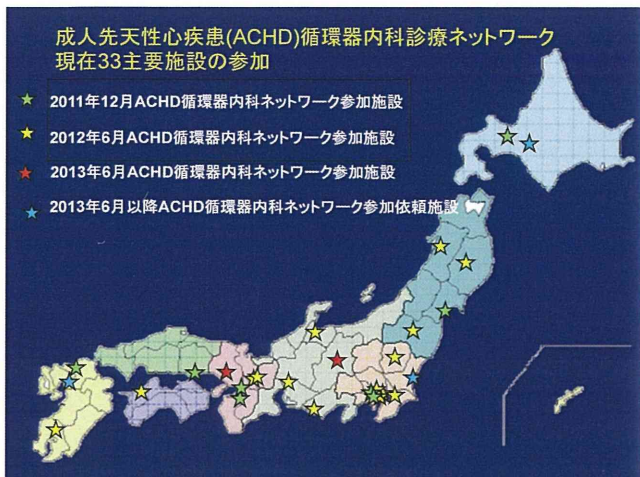 成人先天性心疾患(ACHD)循環器内科診療ネットワーク
現在33主要施設の参加
2011年12月ACHD循環器内科ネットワーク参加施設
2012年6月ACHD循環器内科ネットワーク参加施設
2013年6月ACHD循環器内科ネットワーク参加施設
2013年6月以降ACHD循環器内科ネットワーク参加依頼施設